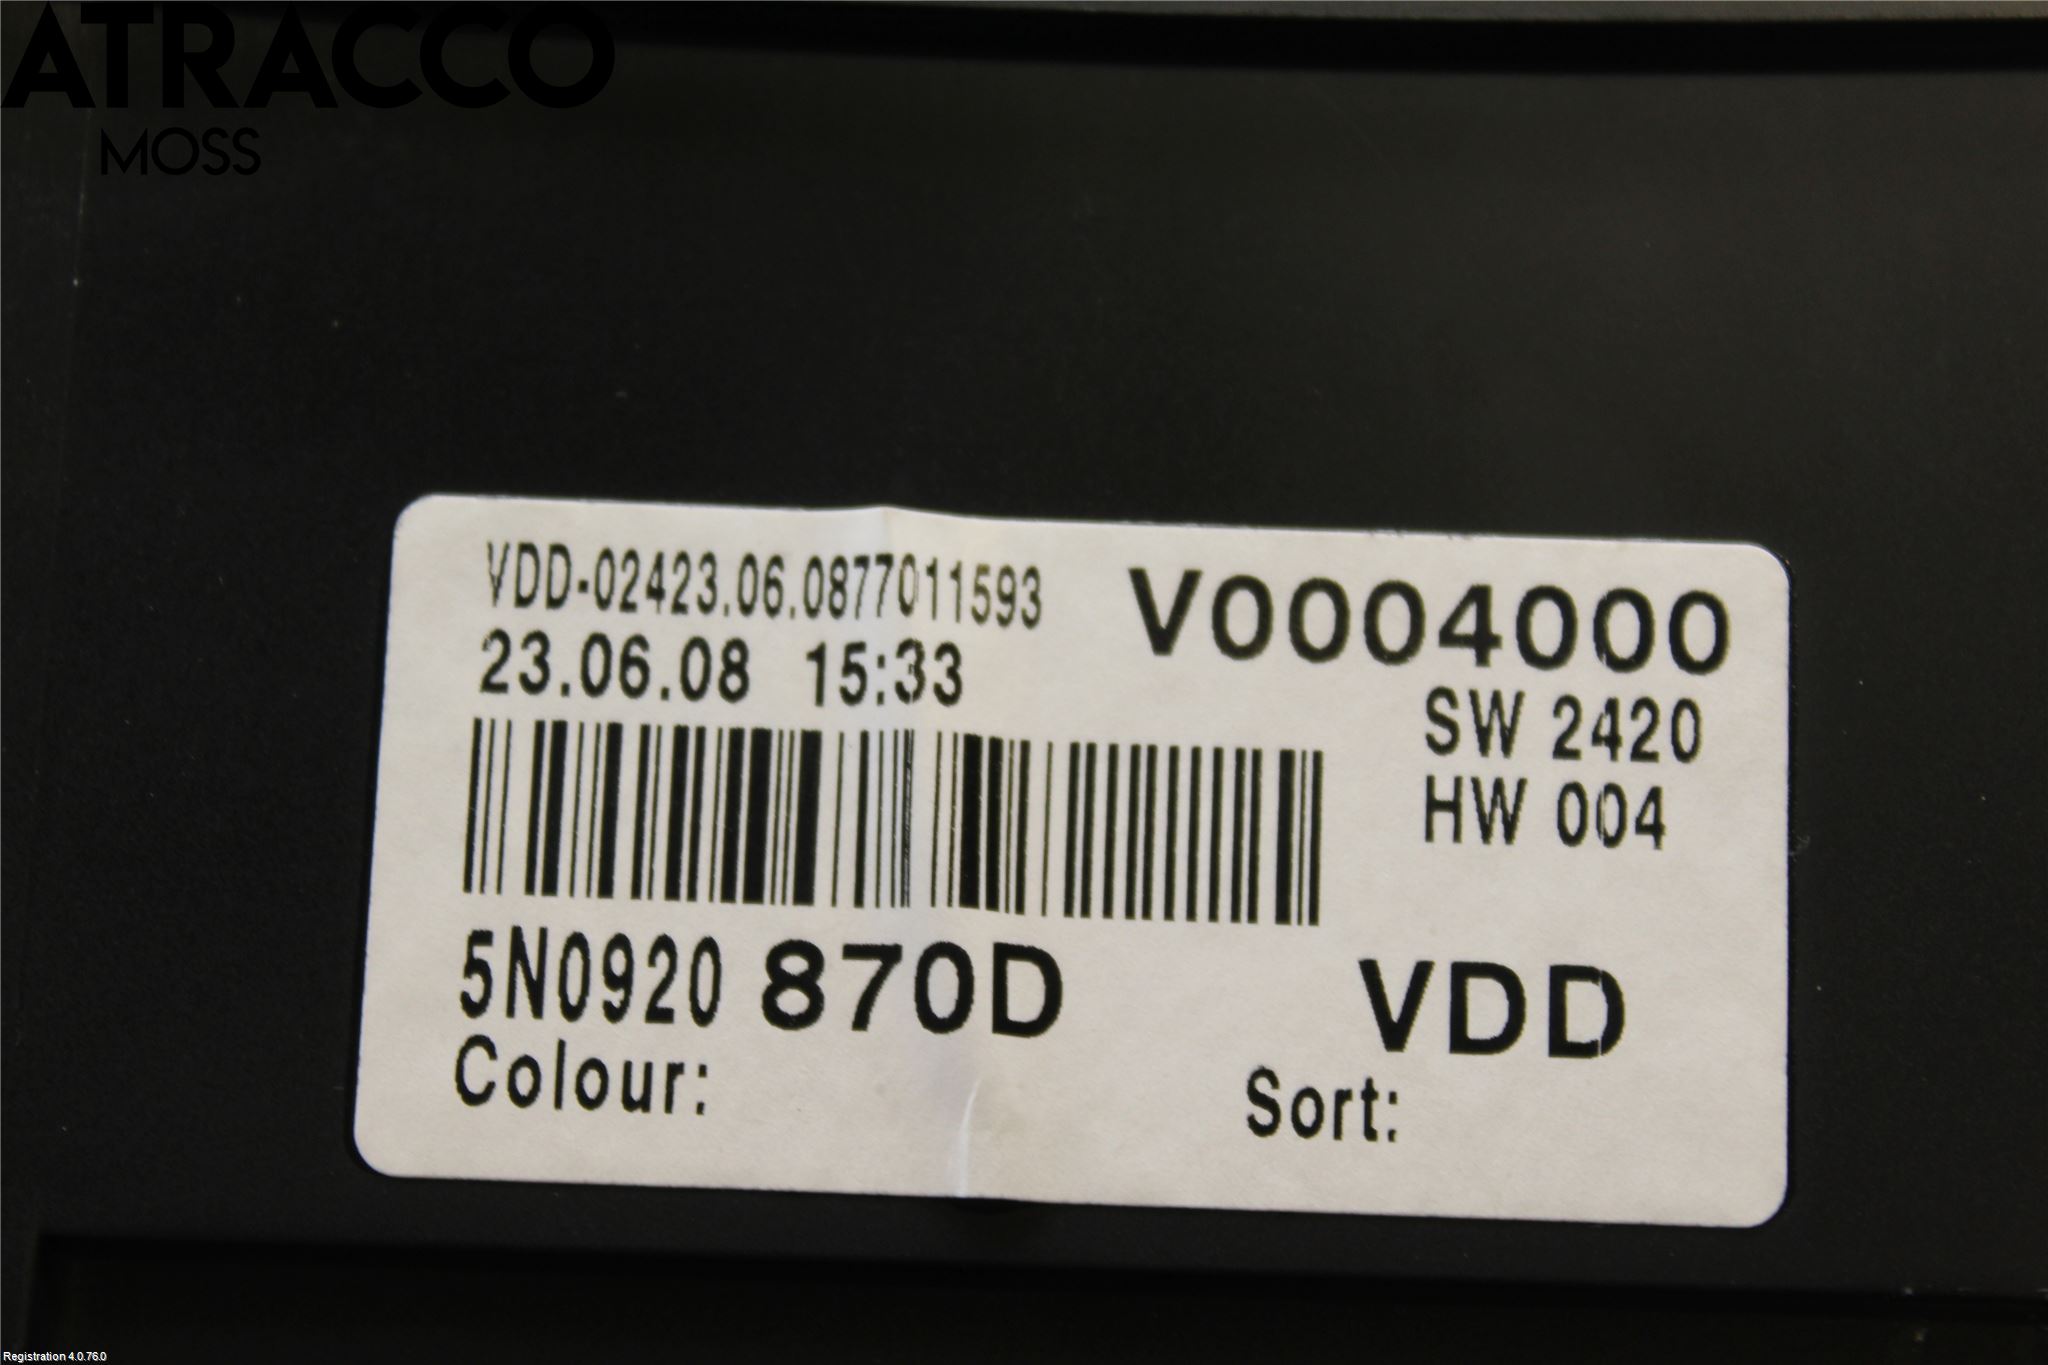 ATRACCO
MOSS
VDD-02423.06.0877011593
V0004000
23.06.08 15:33
SW 2420
HW 004
5N0920 870D
VDD
Colour:
Sort:
Registration 4.0.76.0